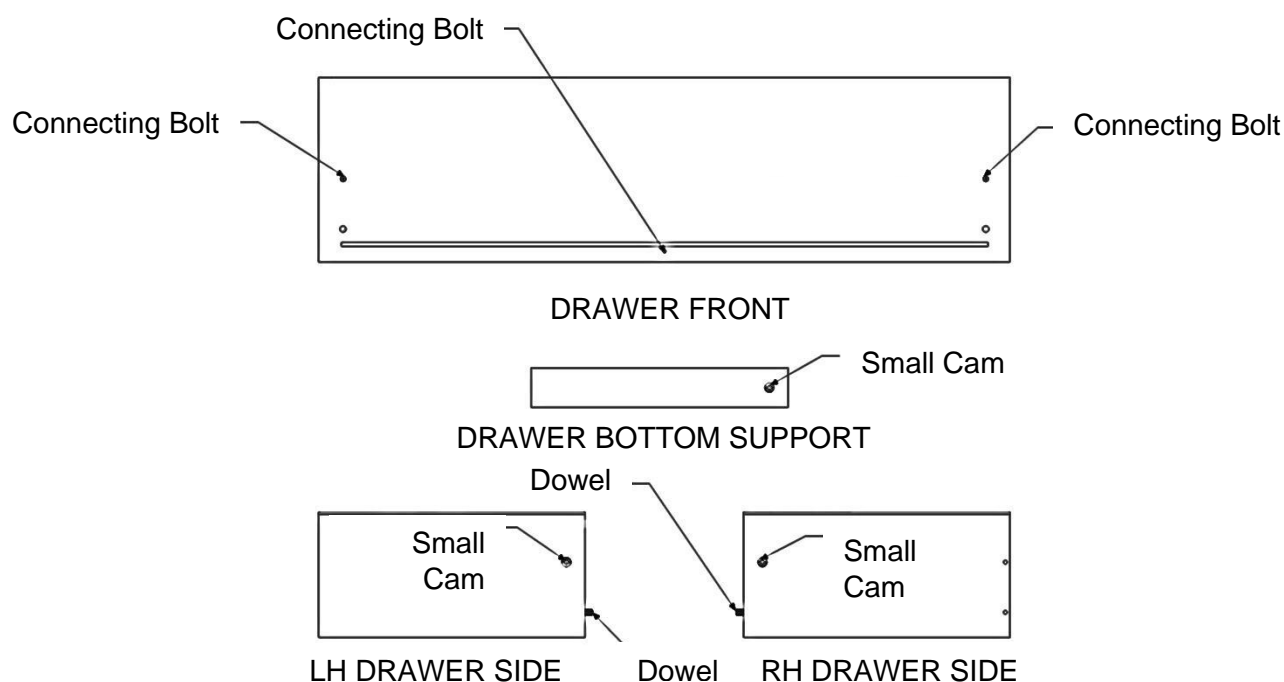 Connecting Bolt
Connecting Bolt
Connecting Bolt
DRAWER FRONT
Small Cam
DRAWER BOTTOM SUPPORT
Dowel
Small
Cam
Small
Cam
LH DRAWER SIDE
Dowel
RH DRAWER SIDE